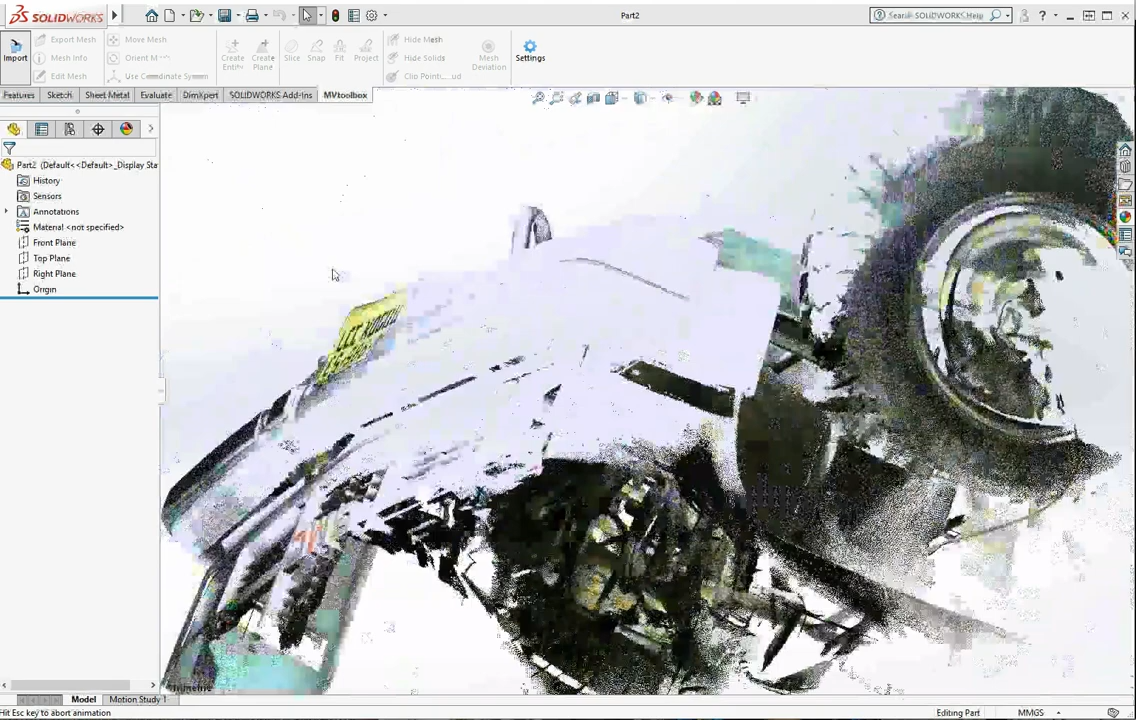 SOLIDWORKS
Part2
Search SOLIDWORKS Help
Import
Export Mesh
Mesh Info
Edit Mesh
Move Mesh
Use Coordinate System
Create Entity
Create Plane
Slice
Snap
Fit
Project
Hide Mesh
Hide Solids
Mesh Deviation
Settings
Features
Sketch
Sheet Metal
Evaluate
DimXpert
SOLIDWORKS Add-Ins
MVtoolbox
Part2 (Default<<Default>_Display Sta
History
Sensors
Annotations
Material <not specified>
Front Plane
Top Plane
Right Plane
Origin
Model
Motion Study 1
Hit Esc key to abort animation
Editing Part
MMGS